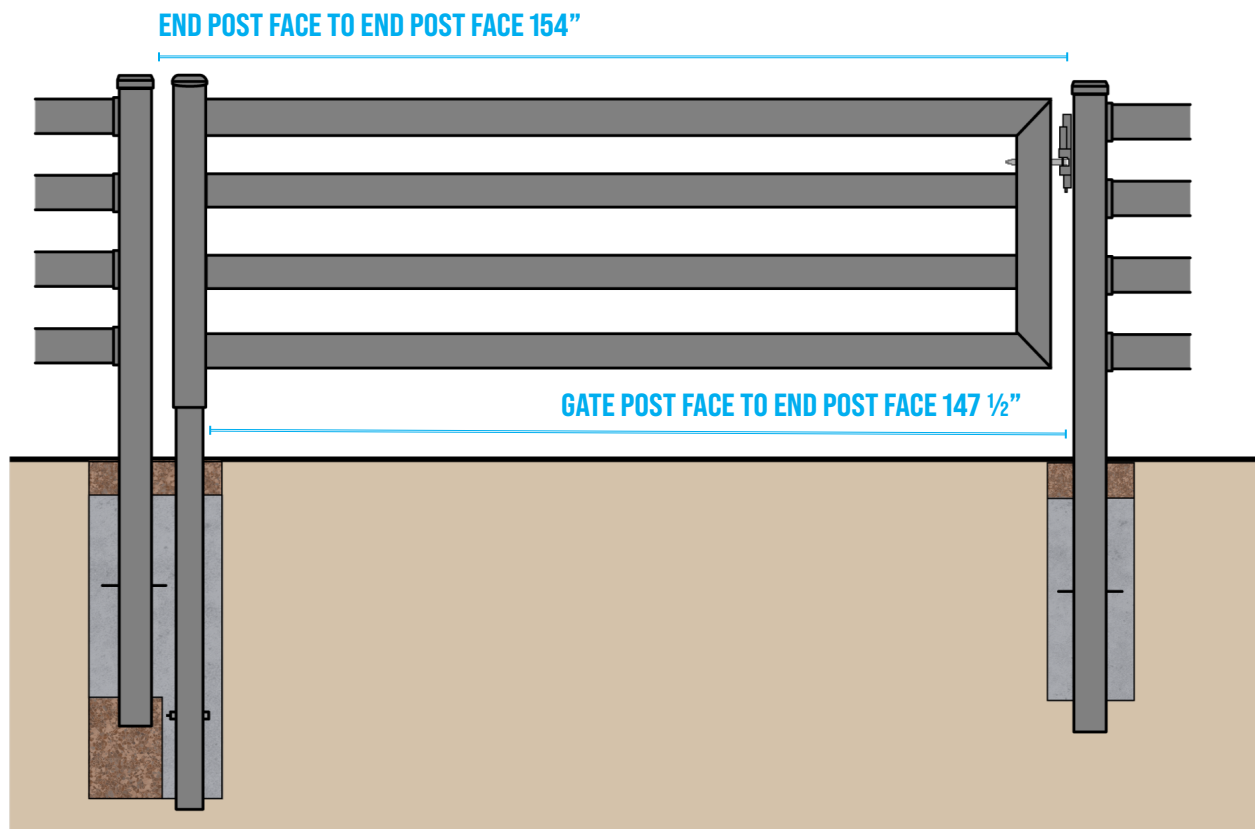 END POST FACE TO END POST FACE 154”
GATE POST FACE TO END POST FACE 147 ½”